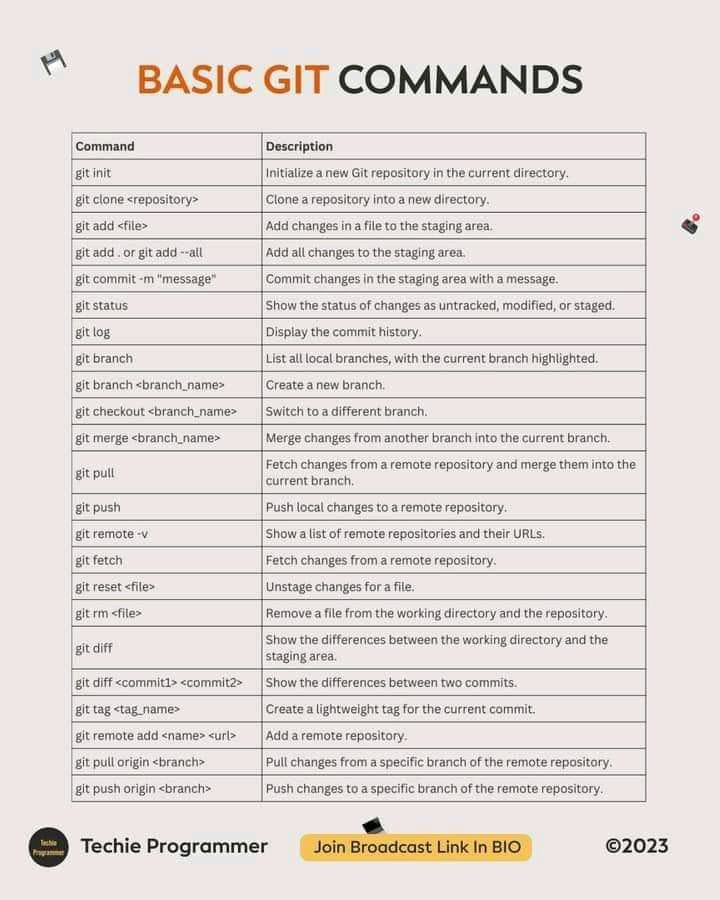 BASIC GIT COMMANDS
Command Description
git init Initialize a new Git repository in the current directory.
git clone <repository> Clone a repository into a new directory.
git add <file> Add changes in a file to the staging area.
git add . or git add --all Add all changes to the staging area.
git commit -m "message" Commit changes in the staging area with a message.
git status Show the status of changes as untracked, modified, or staged.
git log Display the commit history.
git branch List all local branches, with the current branch highlighted.
git branch <branch_name> Create a new branch.
git checkout <branch_name> Switch to a different branch.
git merge <branch_name> Merge changes from another branch into the current branch.
git pull Fetch changes from a remote repository and merge them into the
current branch.
git push Push local changes to a remote repository.
git remote -v Show a list of remote repositories and their URLs.
git fetch Fetch changes from a remote repository.
git reset <file> Unstage changes for a file.
git rm <file> Remove a file from the working directory and the repository.
git diff Show the differences between the working directory and the
staging area.
git diff <commit1> <commit2> Show the differences between two commits.
git tag <tag_name> Create a lightweight tag for the current commit.
git remote add <name> <url> Add a remote repository.
git pull origin <branch> Pull changes from a specific branch of the remote repository.
git push origin <branch> Push changes to a specific branch of the remote repository.
Techie
Programmer
Techie Programmer Join Broadcast Link In BIO ©2023